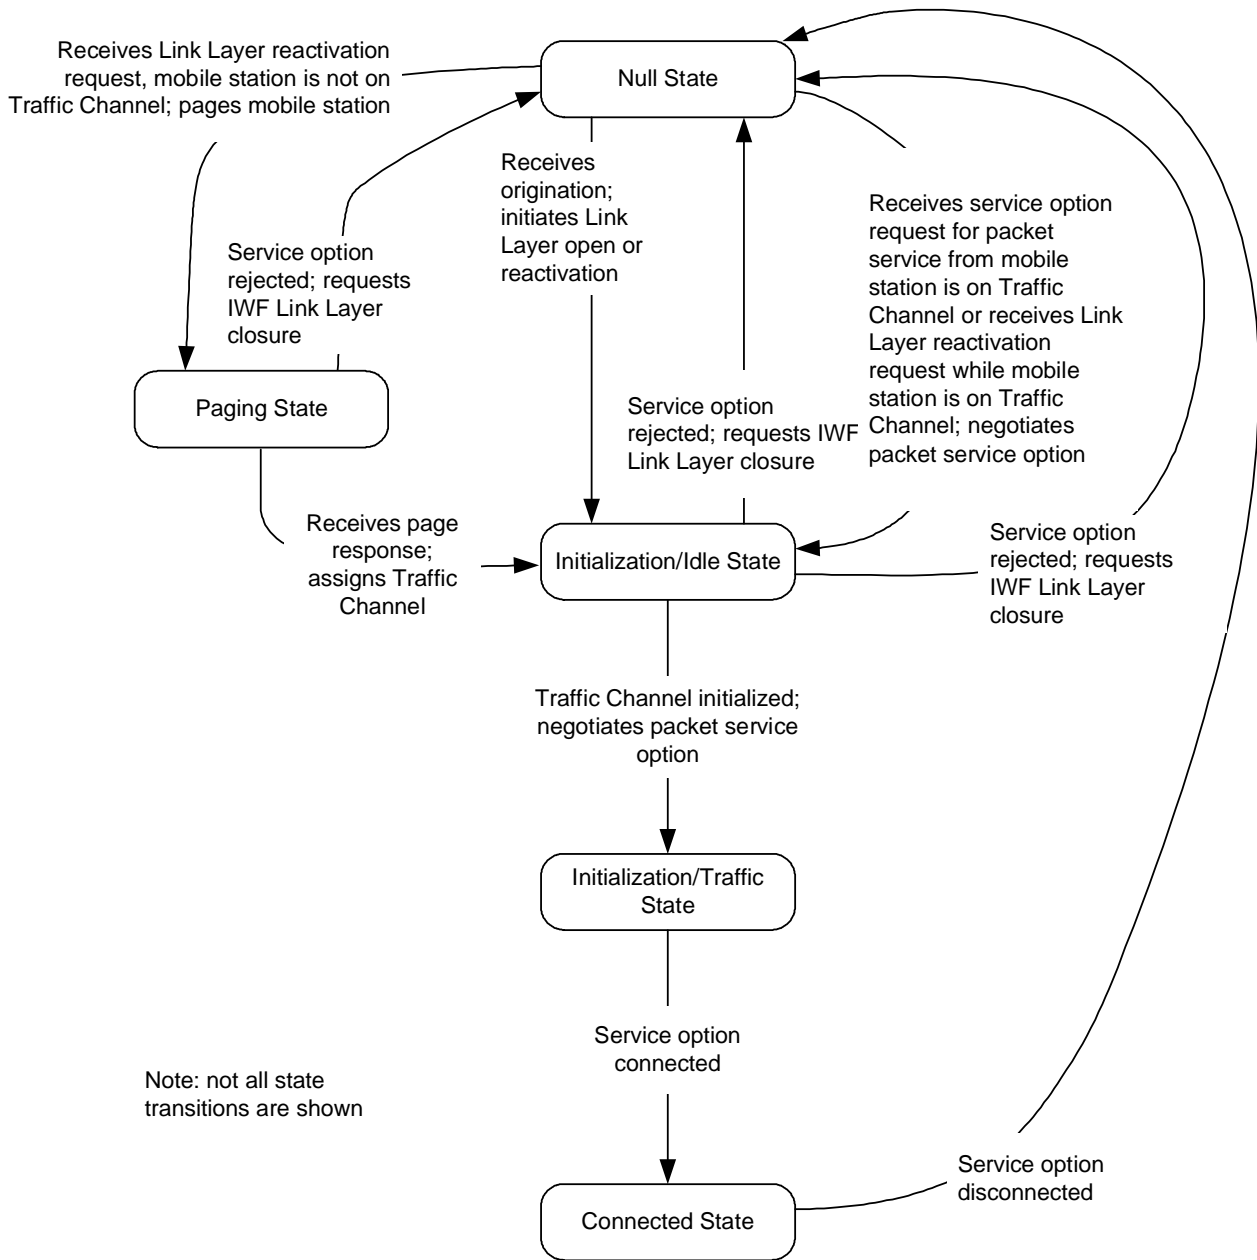 Receives Link Layer reactivation
request, mobile station is not on
Traffic Channel; pages mobile station
Null State
Receives
origination;
initiates Link
Layer open or
reactivation
Service option
rejected; requests
IWF Link Layer
closure
Receives service option
request for packet
service from mobile
station is on Traffic
Channel or receives Link
Layer reactivation
request while mobile
station is on Traffic
Channel; negotiates
packet service option
Paging State
Service option
rejected; requests IWF
Link Layer closure
Receives page
response;
assigns Traffic
Channel
Initialization/Idle State
Service option
rejected; requests
IWF Link Layer
closure
Traffic Channel initialized;
negotiates packet service
option
Initialization/Traffic
State
Service option
connected
Note: not all state
transitions are shown
Service option
disconnected
Connected State